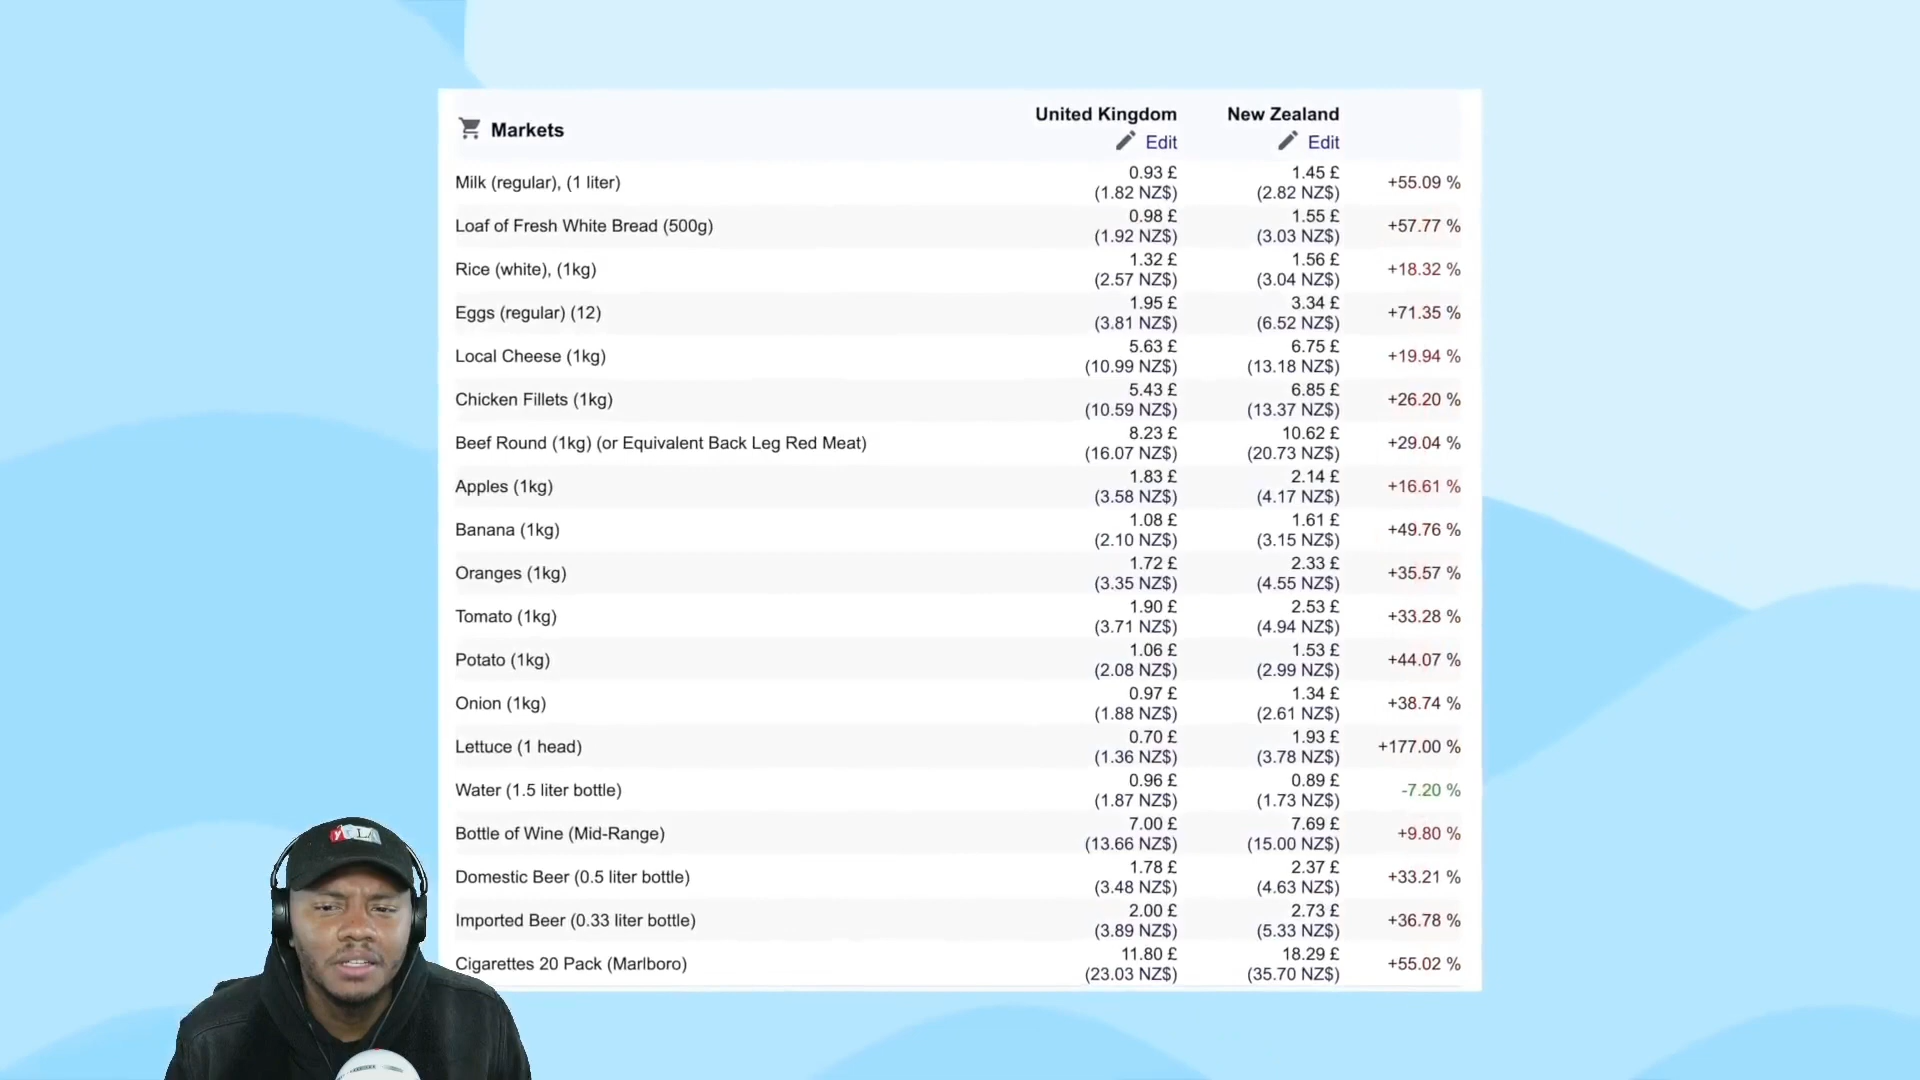 Markets
United Kingdom New Zealand
Edit Edit
Milk (regular), (1 liter) 0.93 £ (1.82 NZ$) 1.45 £ (2.82 NZ$) +55.09 %
Loaf of Fresh White Bread (500g) 0.98 £ (1.92 NZ$) 1.55 £ (3.03 NZ$) +57.77 %
Rice (white), (1kg) 1.32 £ (2.57 NZ$) 1.56 £ (3.04 NZ$) +18.32 %
Eggs (regular) (12) 1.95 £ (3.81 NZ$) 3.34 £ (6.52 NZ$) +71.35 %
Local Cheese (1kg) 5.63 £ (10.99 NZ$) 6.75 £ (13.18 NZ$) +19.94 %
Chicken Fillets (1kg) 5.43 £ (10.59 NZ$) 6.85 £ (13.37 NZ$) +26.20 %
Beef Round (1kg) (or Equivalent Back Leg Red Meat) 8.23 £ (16.07 NZ$) 10.62 £ (20.73 NZ$) +29.04 %
Apples (1kg) 1.83 £ (3.58 NZ$) 2.14 £ (4.17 NZ$) +16.61 %
Banana (1kg) 1.08 £ (2.10 NZ$) 1.61 £ (3.15 NZ$) +49.76 %
Oranges (1kg) 1.72 £ (3.35 NZ$) 2.33 £ (4.55 NZ$) +35.57 %
Tomato (1kg) 1.90 £ (3.71 NZ$) 2.53 £ (4.94 NZ$) +33.28 %
Potato (1kg) 1.06 £ (2.08 NZ$) 1.53 £ (2.99 NZ$) +44.07 %
Onion (1kg) 0.97 £ (1.88 NZ$) 1.34 £ (2.61 NZ$) +38.74 %
Lettuce (1 head) 0.70 £ (1.36 NZ$) 1.93 £ (3.78 NZ$) +177.00 %
Water (1.5 liter bottle) 0.96 £ (1.87 NZ$) 0.89 £ (1.73 NZ$) -7.20 %
Bottle of Wine (Mid-Range) 7.00 £ (13.66 NZ$) 7.69 £ (15.00 NZ$) +9.80 %
Domestic Beer (0.5 liter bottle) 1.78 £ (3.48 NZ$) 2.37 £ (4.63 NZ$) +33.21 %
Imported Beer (0.33 liter bottle) 2.00 £ (3.89 NZ$) 2.73 £ (5.33 NZ$) +36.78 %
Cigarettes 20 Pack (Marlboro) 11.80 £ (23.03 NZ$) 18.29 £ (35.70 NZ$) +55.02 %